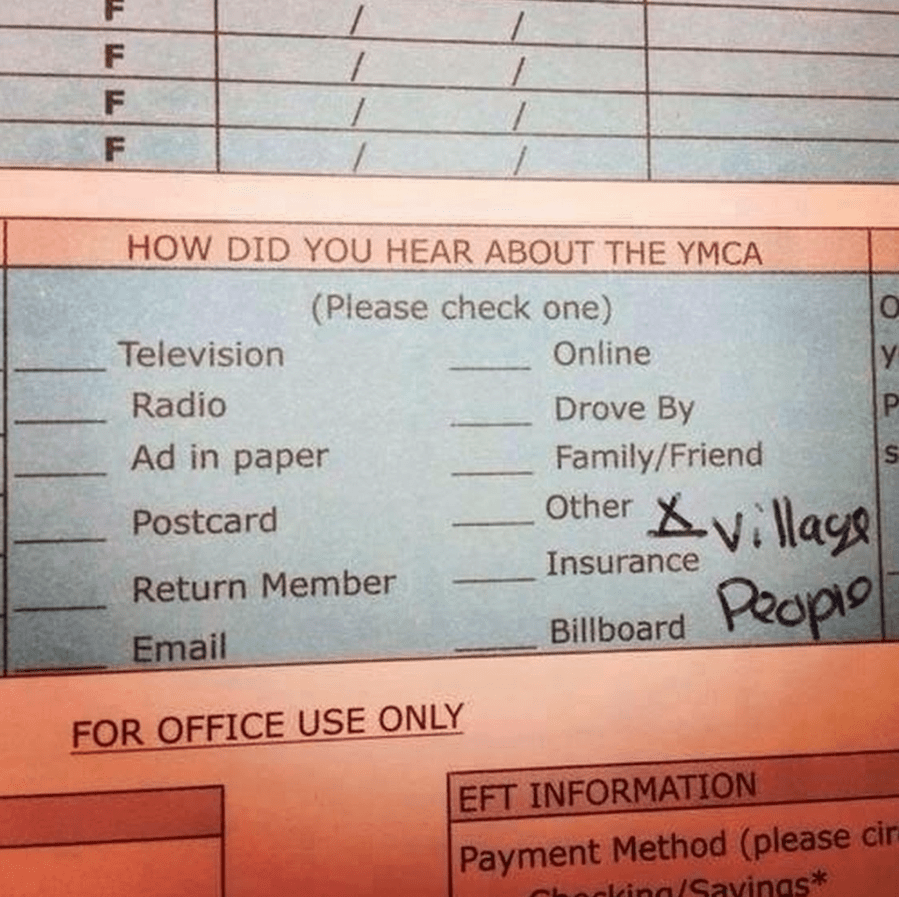 F / /
F / /
F / /
F / /
HOW DID YOU HEAR ABOUT THE YMCA
(Please check one)
Television Online
Radio Drove By
Ad in paper Family/Friend
Postcard Other X Village
Return Member Insurance People
Email Billboard
O
y
P
s
FOR OFFICE USE ONLY
EFT INFORMATION
Payment Method (please cir
Checking/Savings*